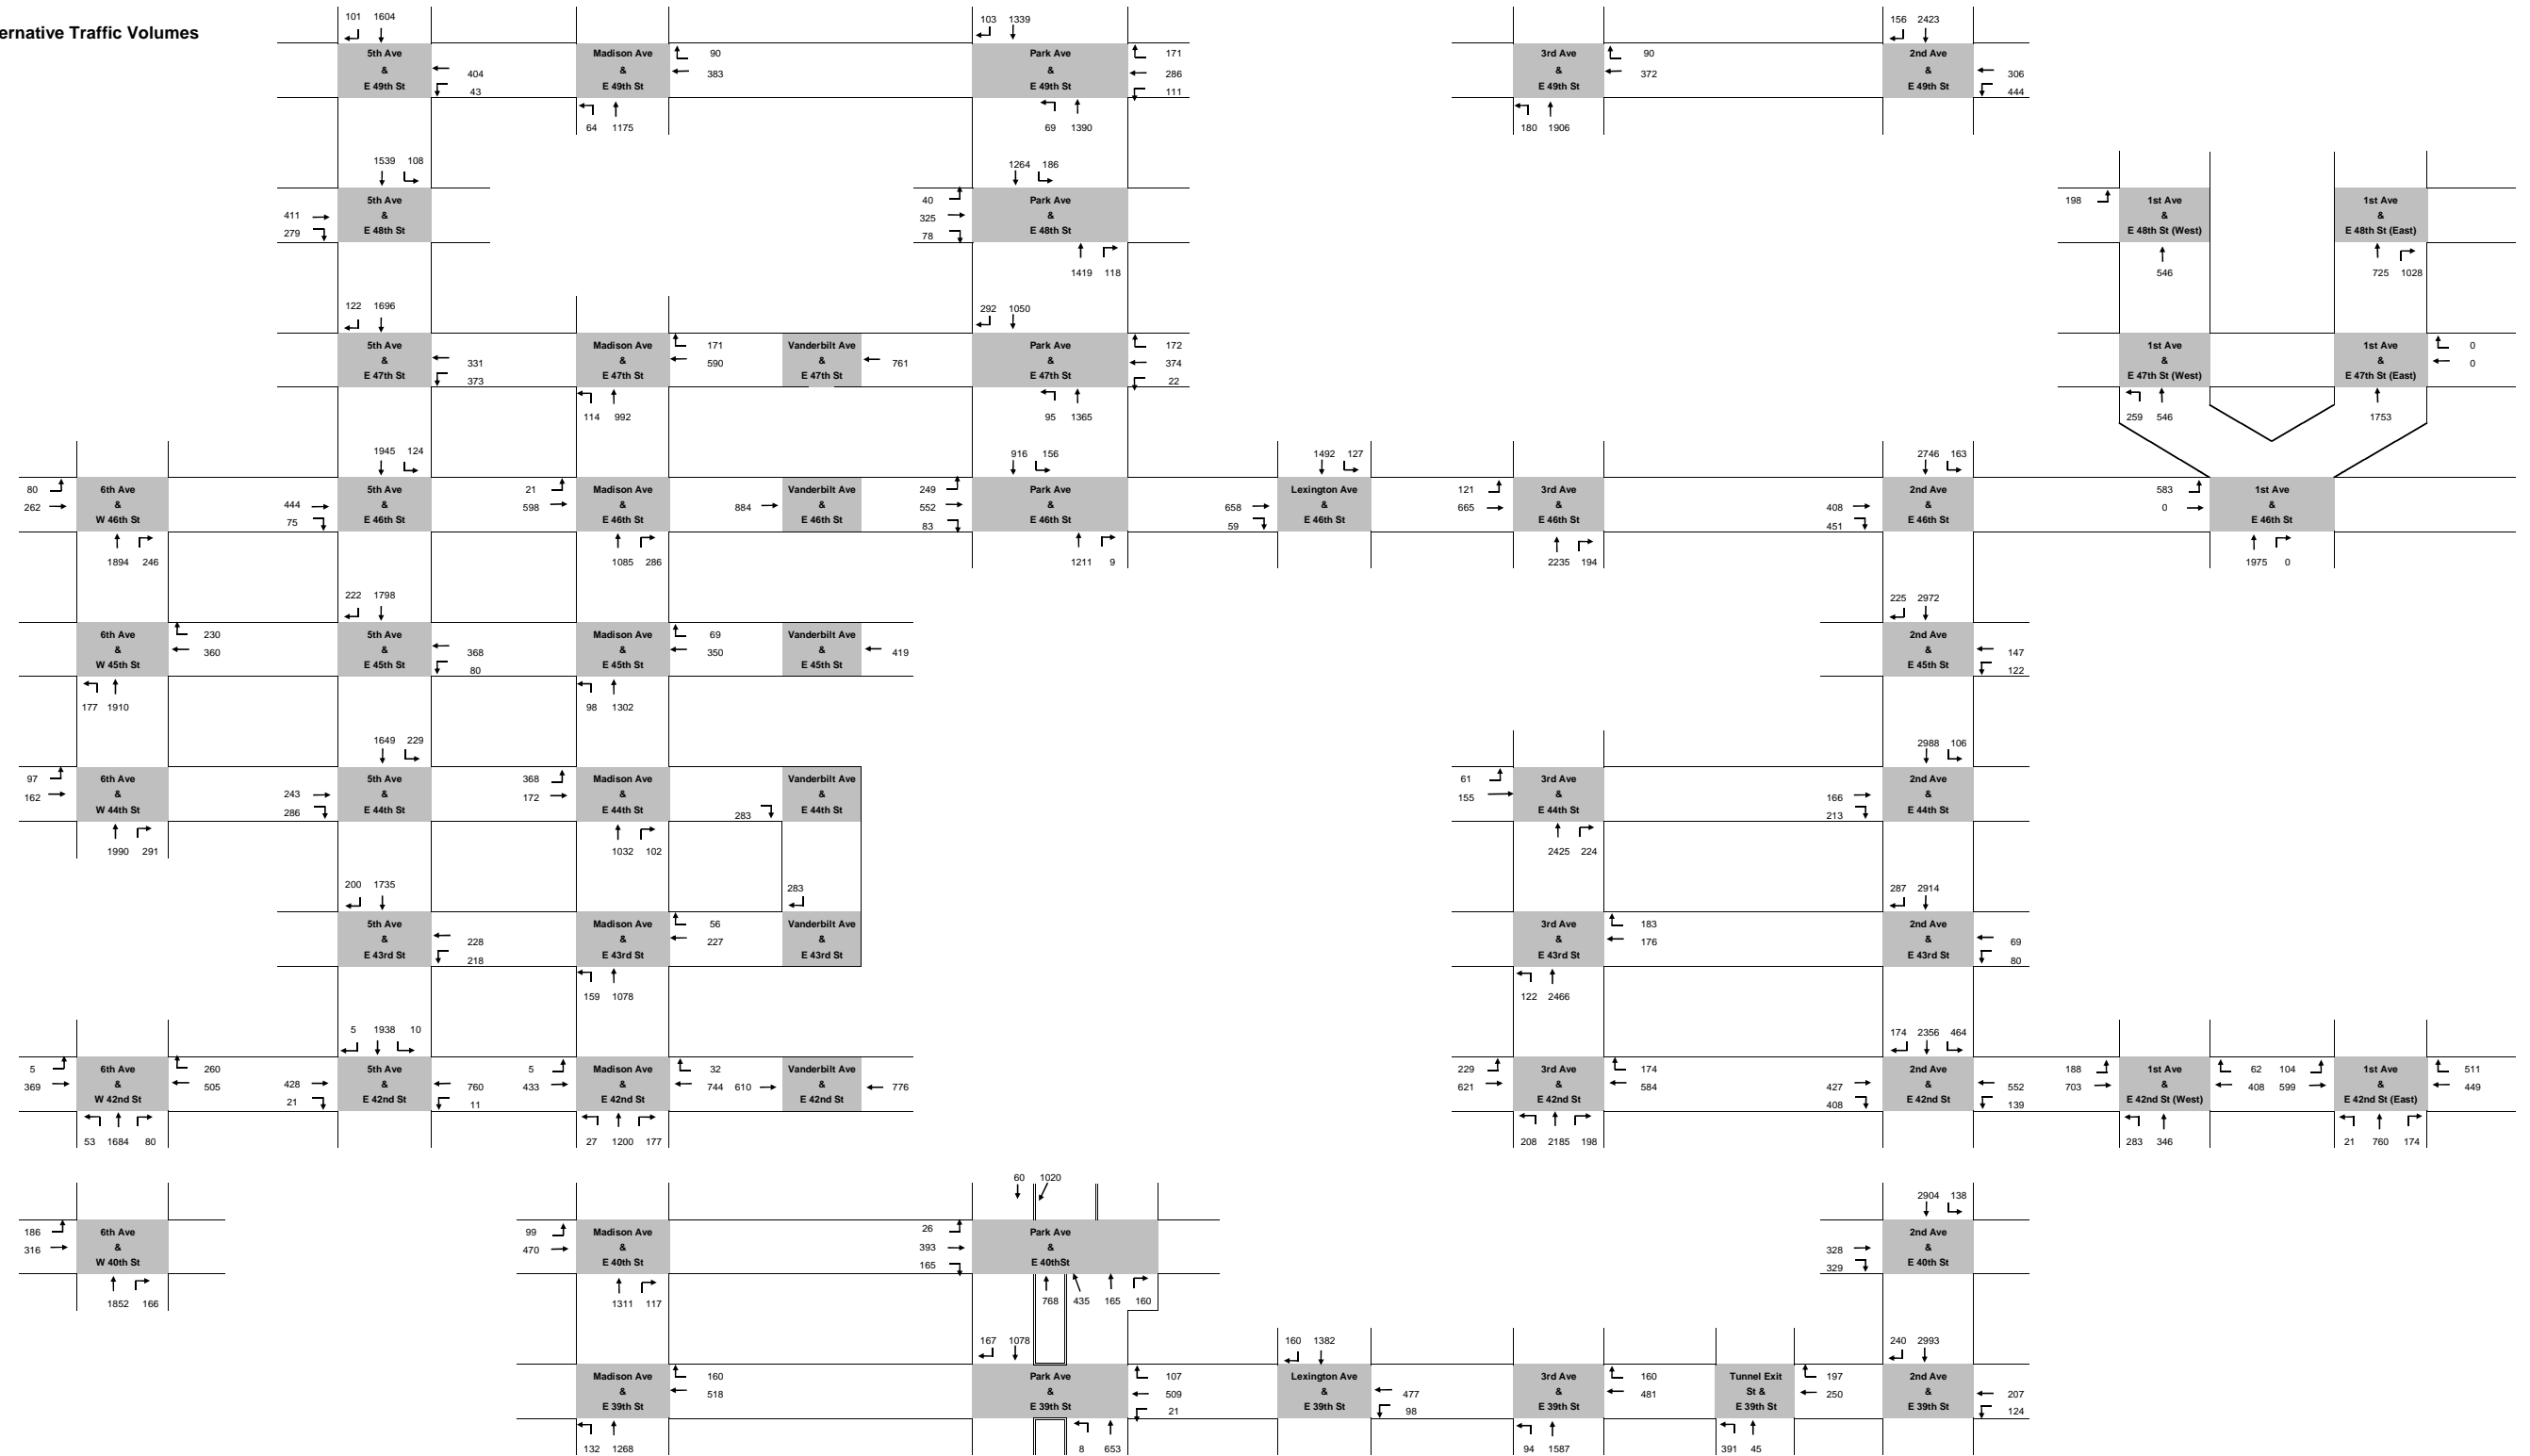 ernative Traffic Volumes
101 1604
103 1339
156 2423
5th Ave
&
E 49th St
404
43
Madison Ave
&
E 49th St
90
383
64 1175
Park Ave
&
E 49th St
171
286
111
69 1390
3rd Ave
&
E 49th St
90
372
180 1906
2nd Ave
&
E 49th St
306
444
1539 108
411
279
5th Ave
&
E 48th St
1264 186
40
325
78
Park Ave
&
E 48th St
1419 118
198
1st Ave
&
E 48th St (West)
546
1st Ave
&
E 48th St (East)
725 1028
122 1696
5th Ave
&
E 47th St
331
373
Madison Ave
&
E 47th St
171
590
114 992
Vanderbilt Ave
&
E 47th St
761
292 1050
Park Ave
&
E 47th St
172
374
22
95 1365
1st Ave
&
E 47th St (West)
259 546
1st Ave
&
E 47th St (East)
0
0
1753
80
262
6th Ave
&
W 46th St
1894 246
1945 124
444
75
5th Ave
&
E 46th St
21
598
Madison Ave
&
E 46th St
1085 286
884
Vanderbilt Ave
&
E 46th St
916 156
249
552
83
Park Ave
&
E 46th St
1211 9
1492 127
658
59
Lexington Ave
&
E 46th St
121
665
3rd Ave
&
E 46th St
2235 194
2746 163
408
451
2nd Ave
&
E 46th St
583
0
1st Ave
&
E 46th St
1975 0
6th Ave
&
W 45th St
230
360
177 1910
222 1798
5th Ave
&
E 45th St
368
80
Madison Ave
&
E 45th St
69
350
98 1302
Vanderbilt Ave
&
E 45th St
419
225 2972
2nd Ave
&
E 45th St
147
122
97
162
6th Ave
&
W 44th St
1990 291
1649 229
243
286
5th Ave
&
E 44th St
368
172
Madison Ave
&
E 44th St
1032 102
283
Vanderbilt Ave
&
E 44th St
61
155
3rd Ave
&
E 44th St
2425 224
2988 106
166
213
2nd Ave
&
E 44th St
200 1735
5th Ave
&
E 43rd St
228
218
Madison Ave
&
E 43rd St
56
227
159 1078
283
Vanderbilt Ave
&
E 43rd St
3rd Ave
&
E 43rd St
183
176
122 2466
287 2914
2nd Ave
&
E 43rd St
69
80
5
369
6th Ave
&
W 42nd St
260
505
53 1684 80
5 1938 10
428
21
5th Ave
&
E 42nd St
760
11
5
433
Madison Ave
&
E 42nd St
32
744
27 1200 177
610
Vanderbilt Ave
&
E 42nd St
776
229
621
3rd Ave
&
E 42nd St
174
584
208 2185 198
174 2356 464
427
408
2nd Ave
&
E 42nd St
552
139
188
703
1st Ave
&
E 42nd St (West)
62
408
283 346
104
599
1st Ave
&
E 42nd St (East)
511
449
21 760 174
186
316
6th Ave
&
W 40th St
1852 166
99
470
Madison Ave
&
E 40th St
1311 117
60 1020
26
393
165
Park Ave
&
E 40thSt
768 435 165 160
2904 138
328
329
2nd Ave
&
E 40th St
Madison Ave
&
E 39th St
160
518
132 1268
167 1078
Park Ave
&
E 39th St
107
509
21
8 653
160 1382
Lexington Ave
&
E 39th St
477
98
3rd Ave
&
E 39th St
160
481
94 1587
Tunnel Exit
St &
E 39th St
197
250
391 45
240 2993
2nd Ave
&
E 39th St
207
124